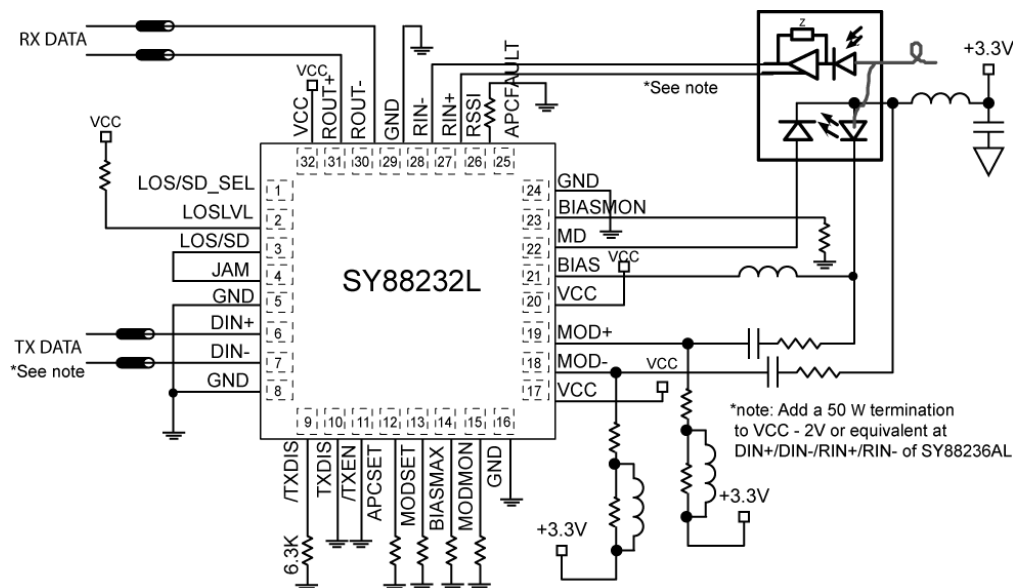 RX DATA
VCC
VCC
VCC
ROUT+
ROUT-
GND
RIN-
RIN+
RSSI
APCFAULT
*See note
Z
+3.3V
32
31
30
29
28
27
26
25
LOS/SD_SEL
1
LOSLVL
2
LOS/SD
3
JAM
4
GND
5
DIN+
6
DIN-
7
GND
8
TX DATA
*See note
SY88232L
24
GND
23
BIASMON
22
MD
21
BIAS
VCC
20
VCC
19
MOD+
18
MOD-
VCC
17
VCC
*note: Add a 50 W termination
to VCC - 2V or equivalent at
DIN+/DIN-/RIN+/RIN- of SY88236AL
9
10
11
12
13
14
15
16
/TXDIS
TXDIS
/TXEN
APCSET
MODSET
BIASMAX
MODMON
GND
6.3K
+3.3V
+3.3V